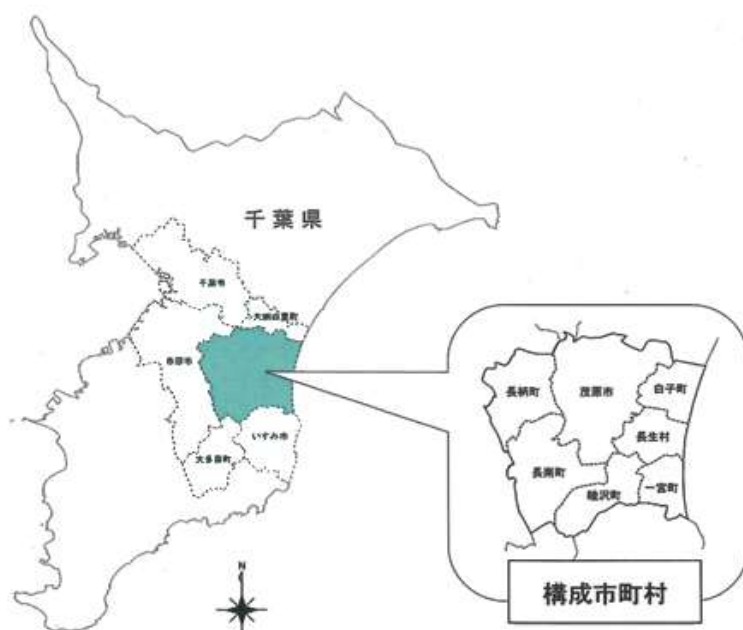 千葉県
千葉市
大網白里町
市原市
いすみ市
大多喜町
長柄町
茂原市
白子町
長生村
長南町
睦沢町
一宮町
構成市町村
N